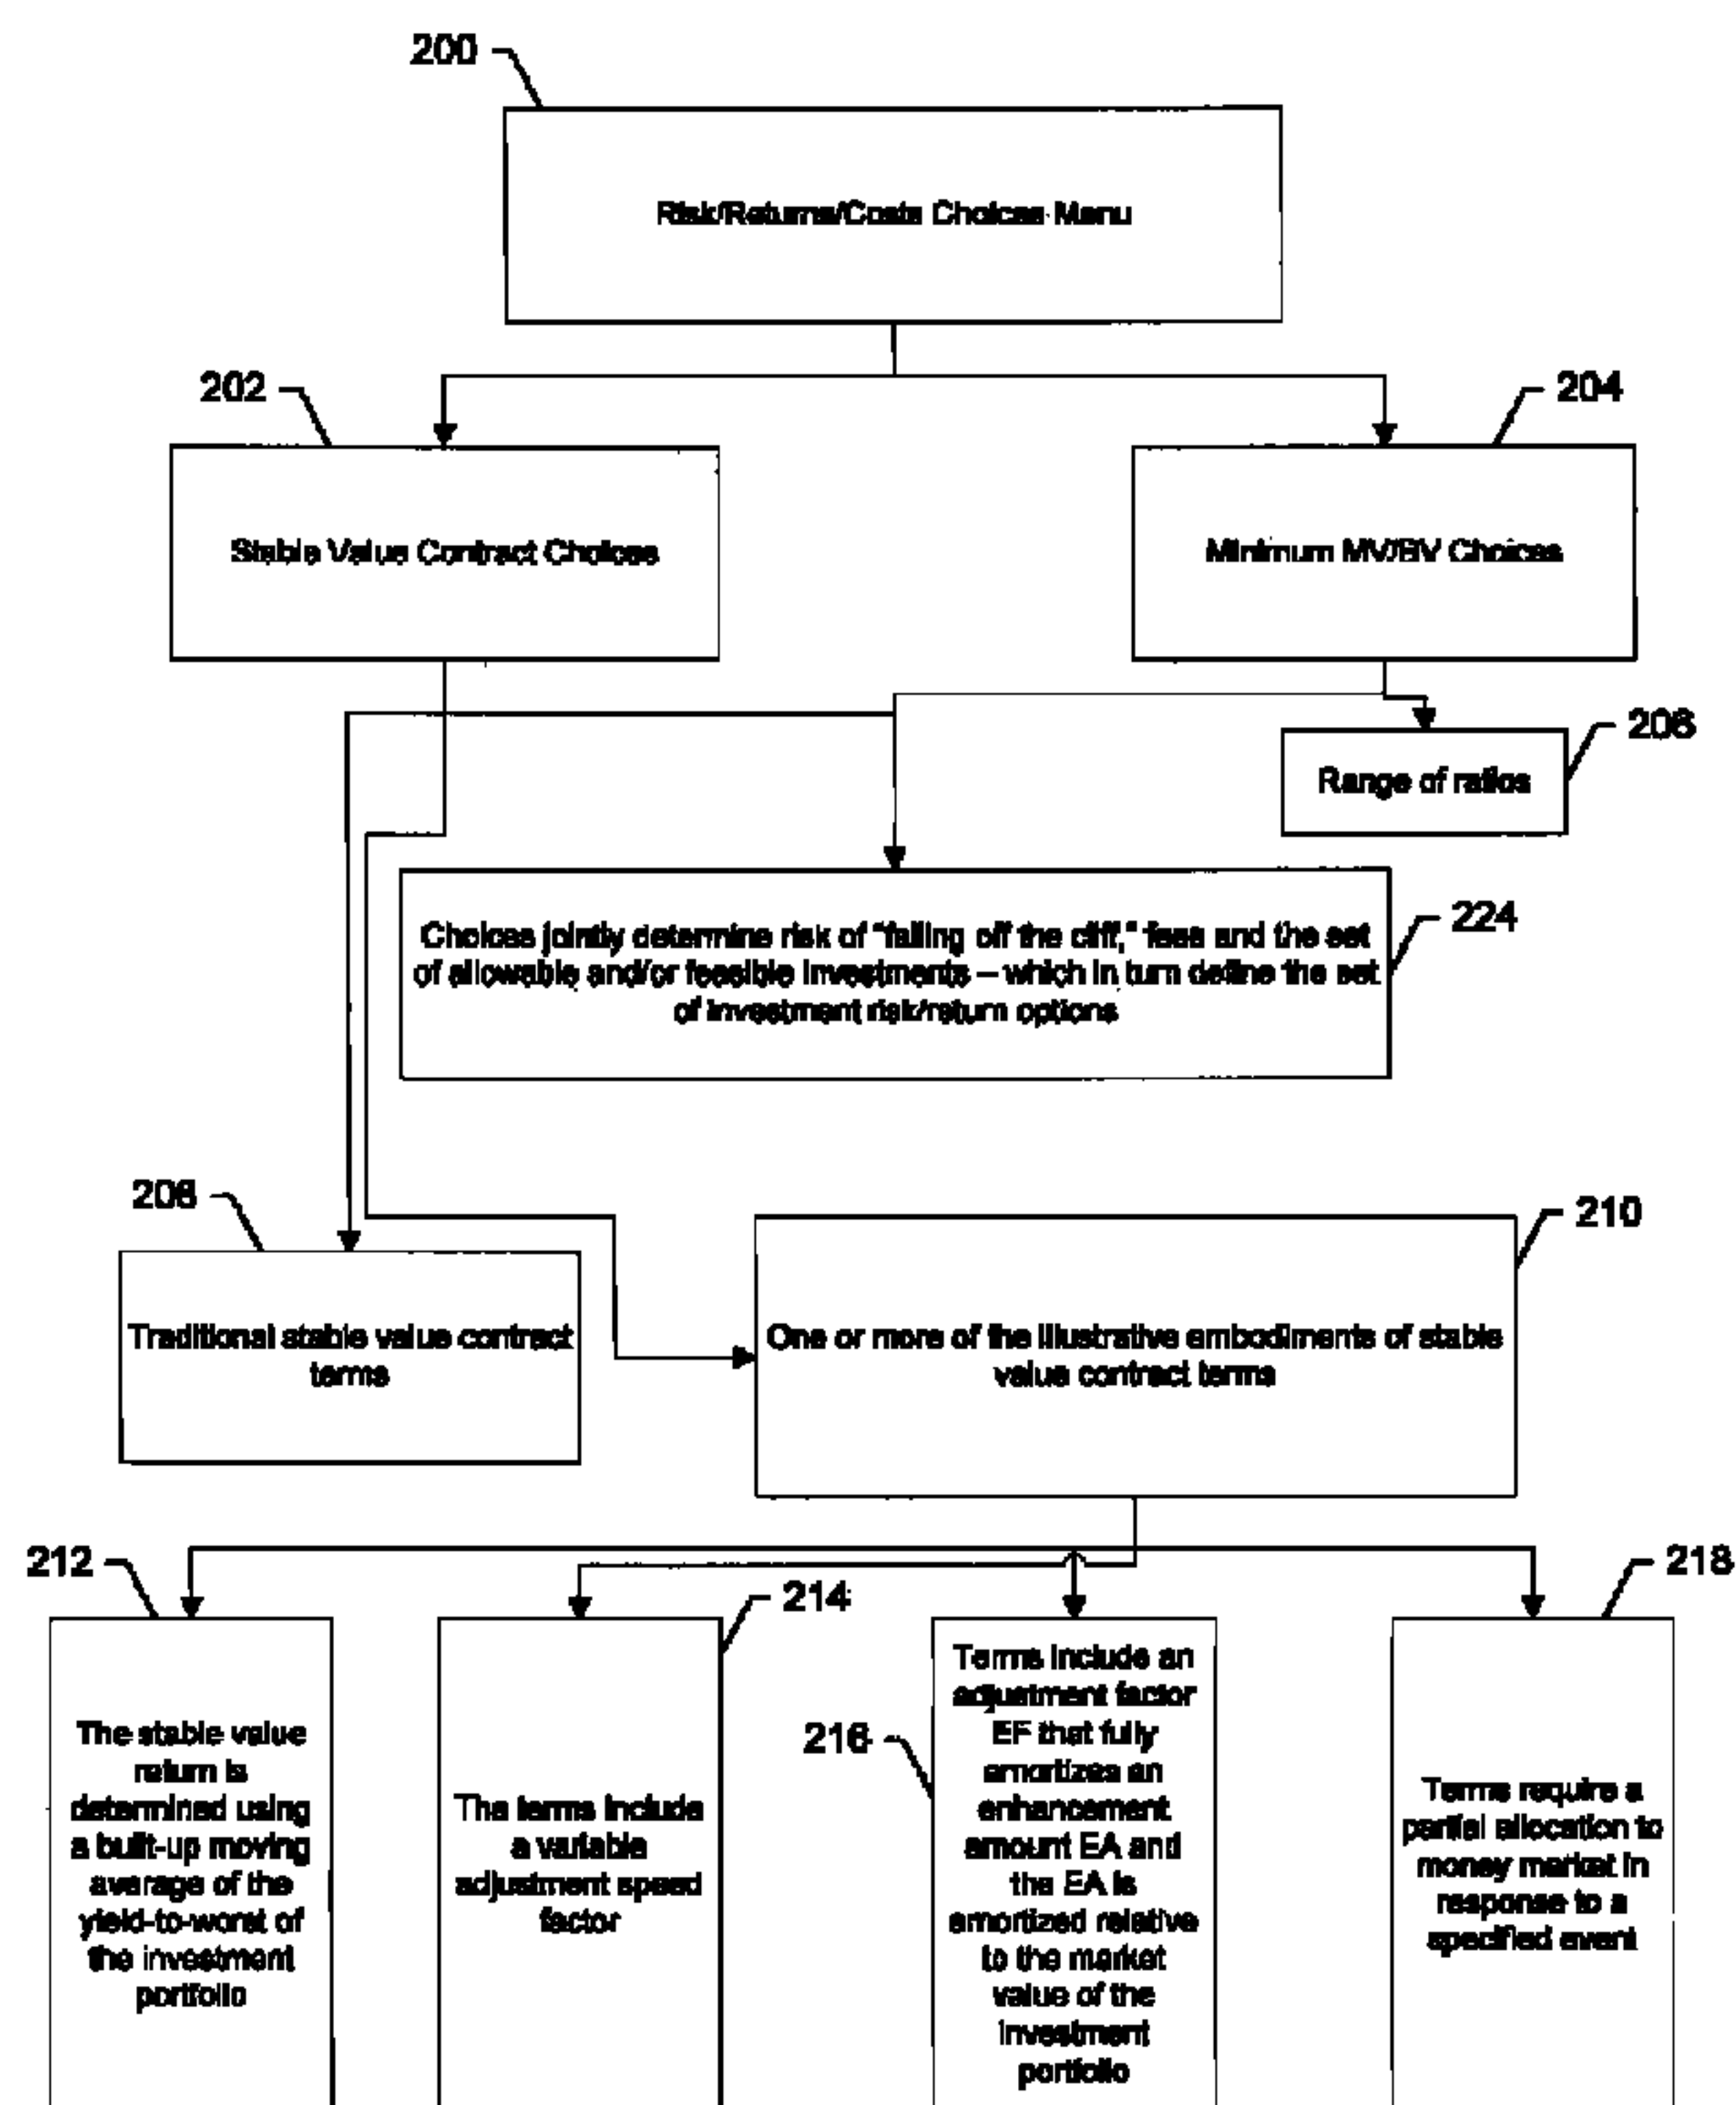 200
Risk/Returns/Costs Choices Menu
202
204
Stable Value Contract Choices
Minimum MV/BV Choices
Range of ratios
Choices jointly determine risk of "falling off the cliff," fees and the set
of allowable and/or feasible investments – which in turn define the set
of investment risk/return options
224
210
Traditional stable value contract
terms
One or more of the illustrative embodiments of stable
value contract terms
212
214
216
218
The stable value
return is
determined using
a built-up moving
average of the
yield-to-worst of
the investment
portfolio
The terms include
a variable
adjustment speed
factor
Terms include an
adjustment factor
EF that fully
amortizes an
enhancement
amount EA and
the EA is
amortized relative
to the market
value of the
investment
portfolio
Terms require a
partial allocation to
money market in
response to a
specified event